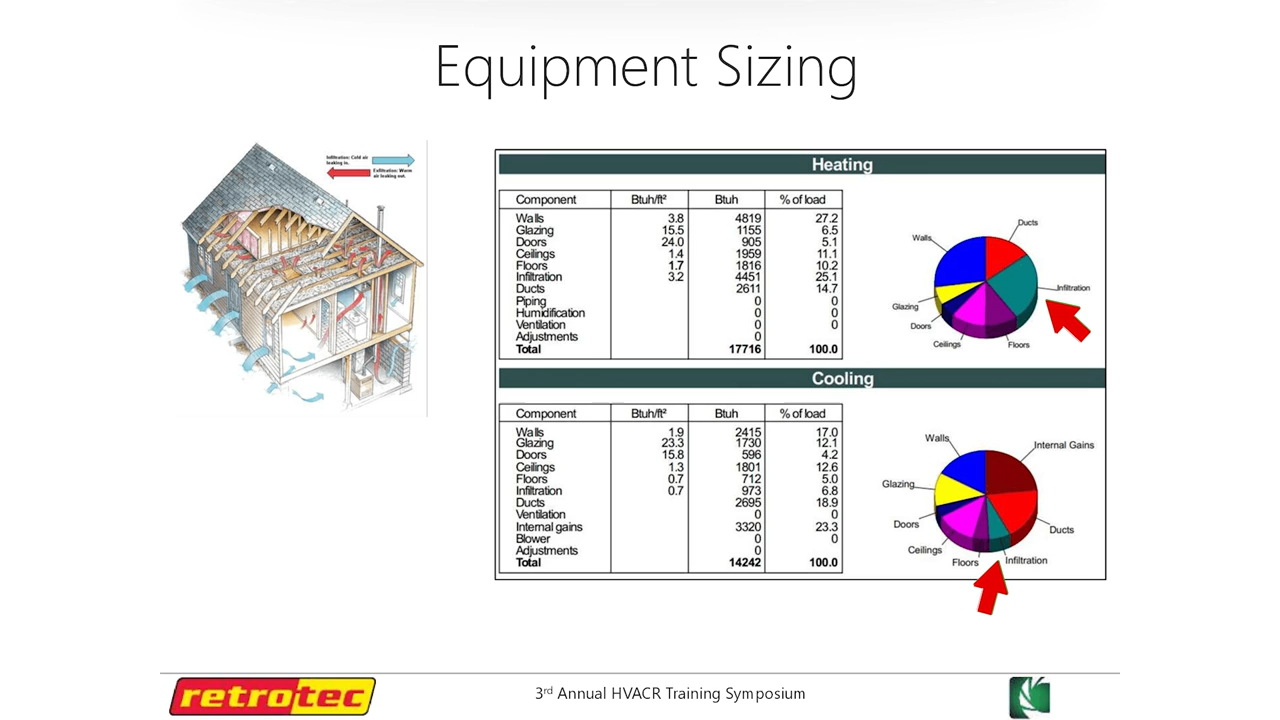 Equipment Sizing
Infiltration: Cold air
leaking in.
Exfiltration: Warm
air leaking out.
Heating
Component Btuh/ft² Btuh % of load
Walls 3.8 4819 27.2
Glazing 15.5 1155 6.5
Doors 24.0 905 5.1
Ceilings 1.4 1959 11.1
Floors 1.7 1816 10.2
Infiltration 3.2 4451 25.1
Ducts 2611 14.7
Piping 0 0
Humidification 0 0
Ventilation 0 0
Adjustments 0
Total 17716 100.0
Ducts
Walls
Infiltration
Glazing
Doors
Ceilings
Floors
Cooling
Component Btuh/ft² Btuh % of load
Walls 1.9 2415 17.0
Glazing 23.3 1730 12.1
Doors 15.8 596 4.2
Ceilings 1.3 1801 12.6
Floors 0.7 712 5.0
Infiltration 0.7 973 6.8
Ducts 2695 18.9
Ventilation 0 0
Internal gains 3320 23.3
Blower 0 0
Adjustments 0
Total 14242 100.0
Walls
Internal Gains
Glazing
Doors
Ducts
Ceilings
Floors
Infiltration
retrotec
3rd Annual HVACR Training Symposium